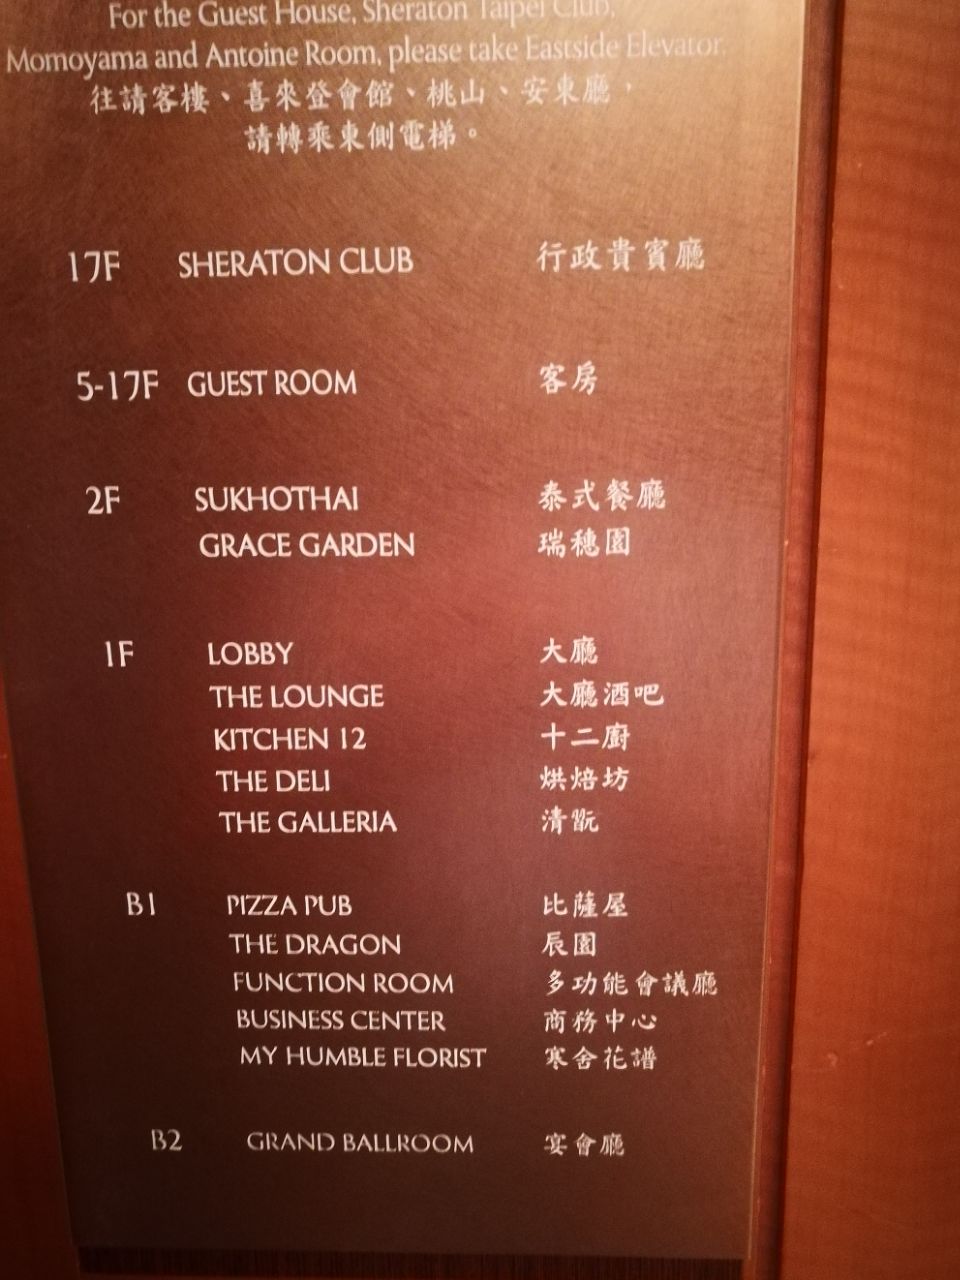 For the Guest House, Sheraton Taipei Club,
Momoyama and Antoine Room, please take Eastside Elevator.
往請客樓、喜來登會館、桃山、安東廳，
請轉乘東側電梯。
17F SHERATON CLUB 行政貴賓廳
5-17F GUEST ROOM 客房
2F SUKHOTHAI 泰式餐廳
GRACE GARDEN 瑞穗園
1F LOBBY 大廳
THE LOUNGE 大廳酒吧
KITCHEN 12 十二廚
THE DELI 烘焙坊
THE GALLERIA 清翫
B1 PIZZA PUB 比薩屋
THE DRAGON 辰園
FUNCTION ROOM 多功能會議廳
BUSINESS CENTER 商務中心
MY HUMBLE FLORIST 寒舍花譜
B2 GRAND BALLROOM 宴會廳